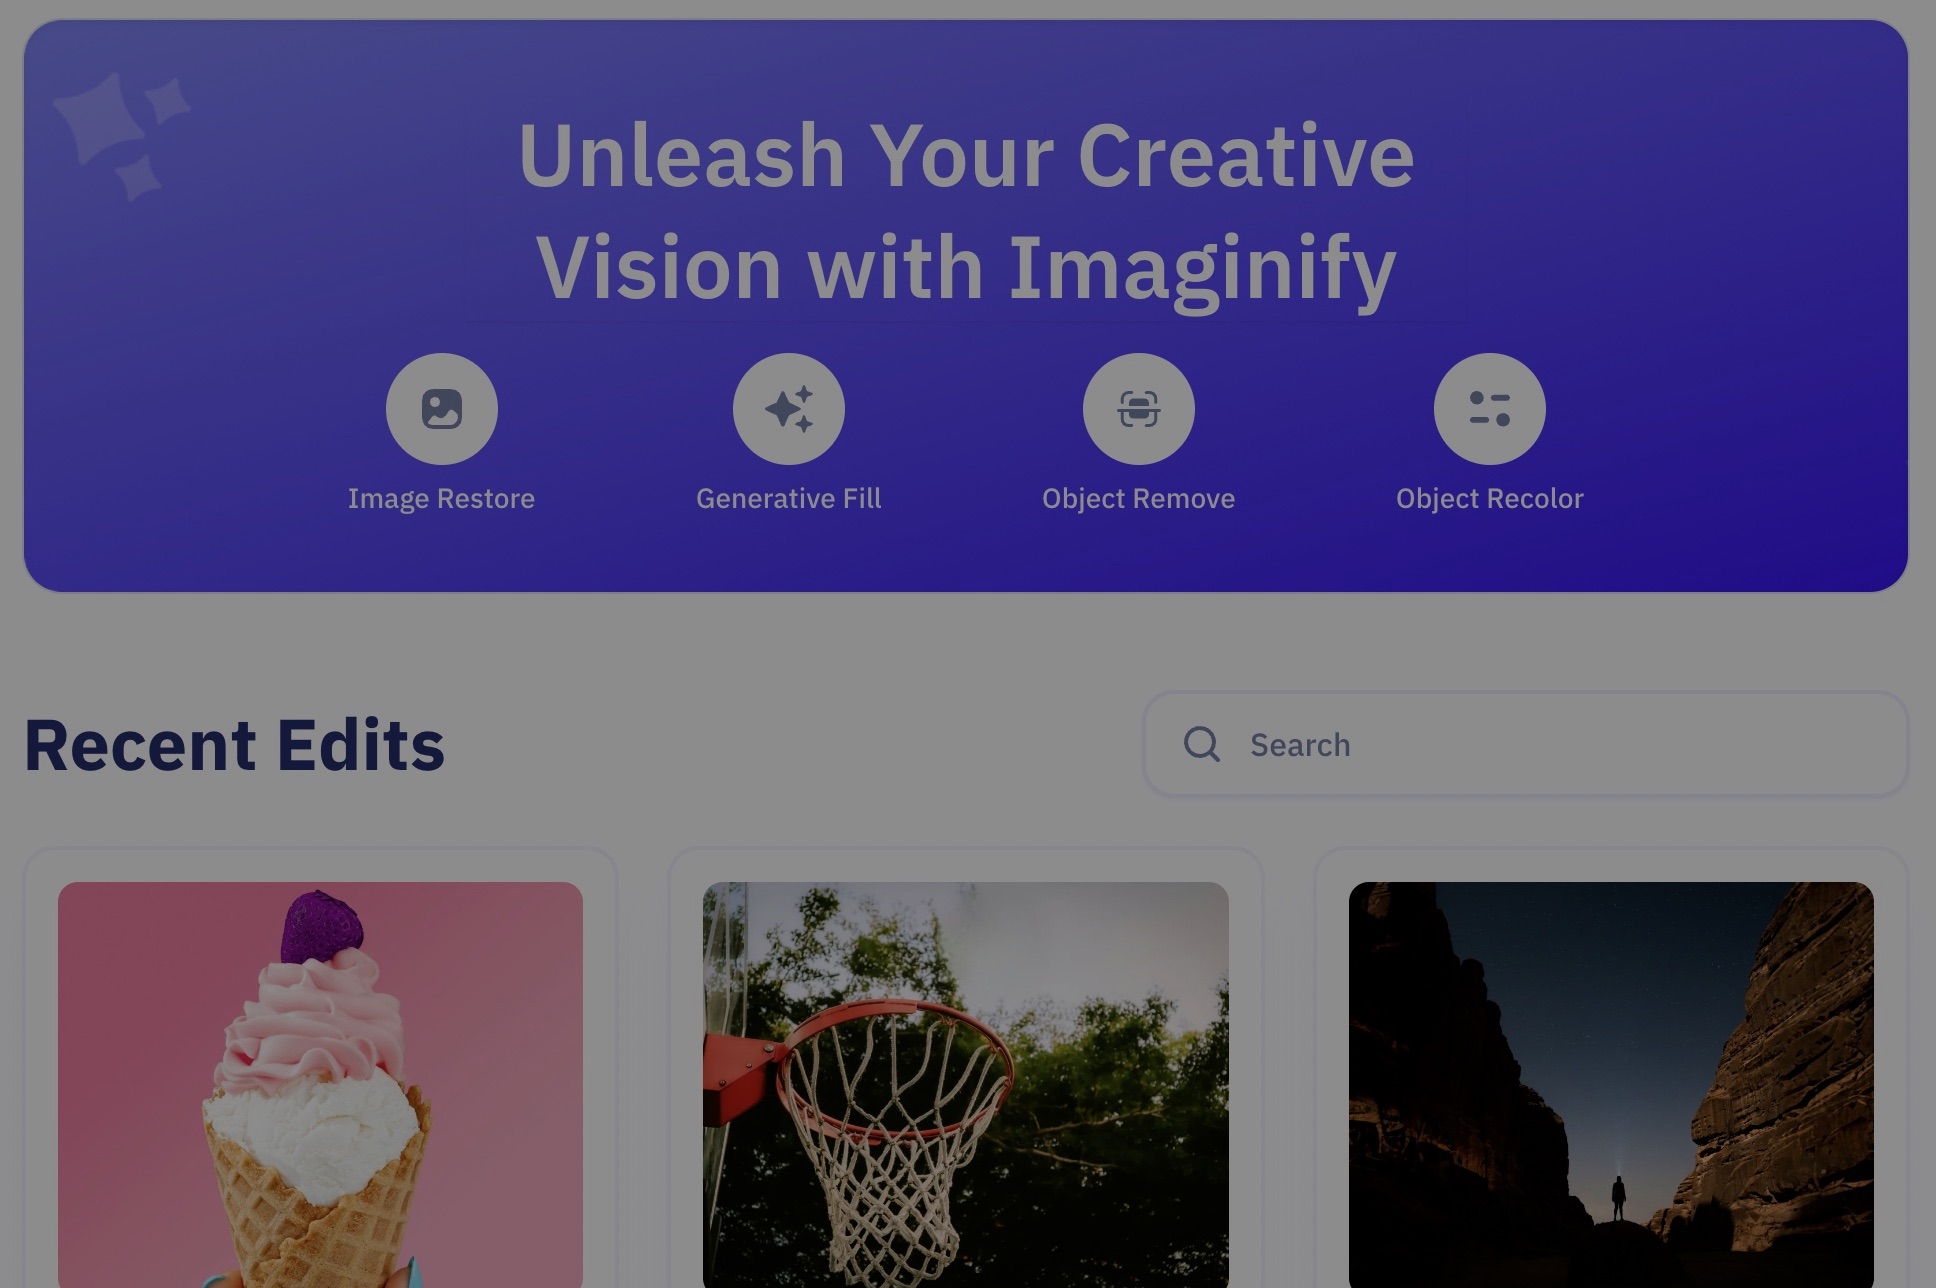 Unleash Your Creative
Vision with Imaginify
Image Restore
Generative Fill
Object Remove
Object Recolor
Recent Edits
Search